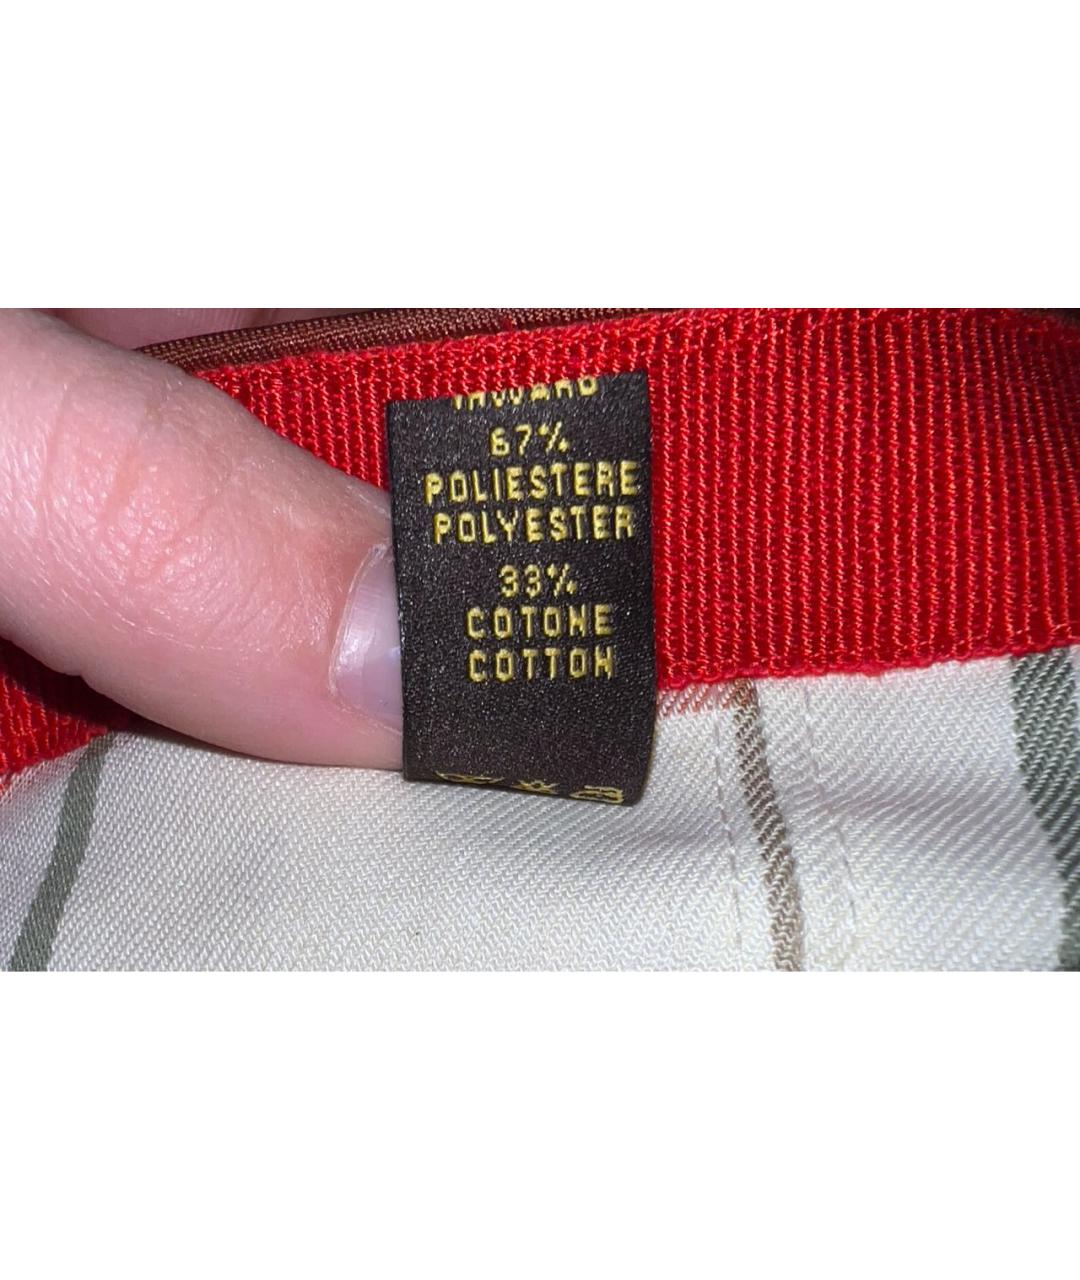 67%
POLIESTERE
POLYESTER
33%
COTONE
COTTON